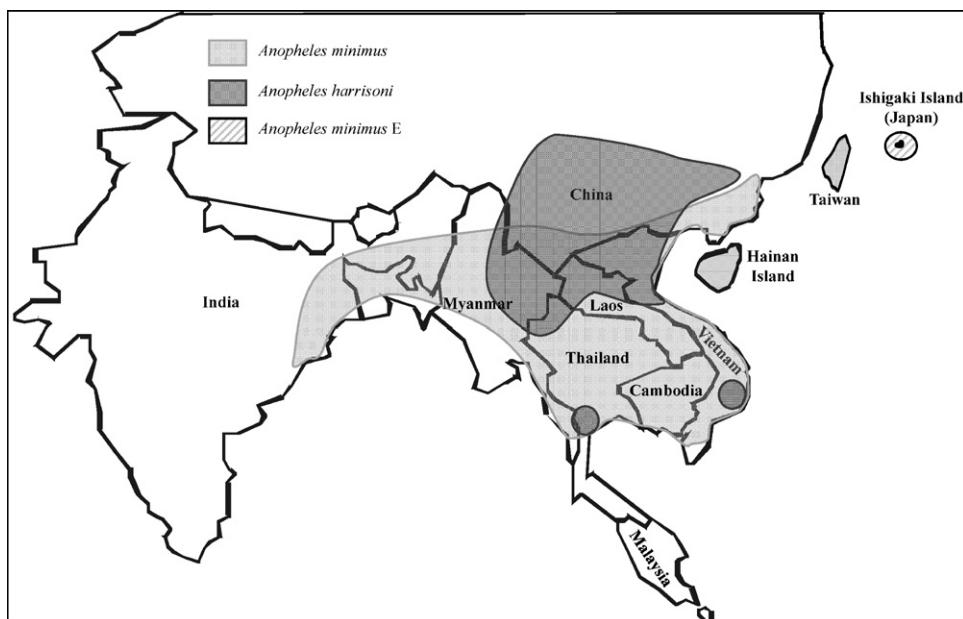 Anopheles minimus
Anopheles harrisoni
Anopheles minimus E
Ishigaki Island
(Japan)
China
Taiwan
Hainan
Island
India
Myanmar
Laos
Vietnam
Thailand
Cambodia
Malaysia